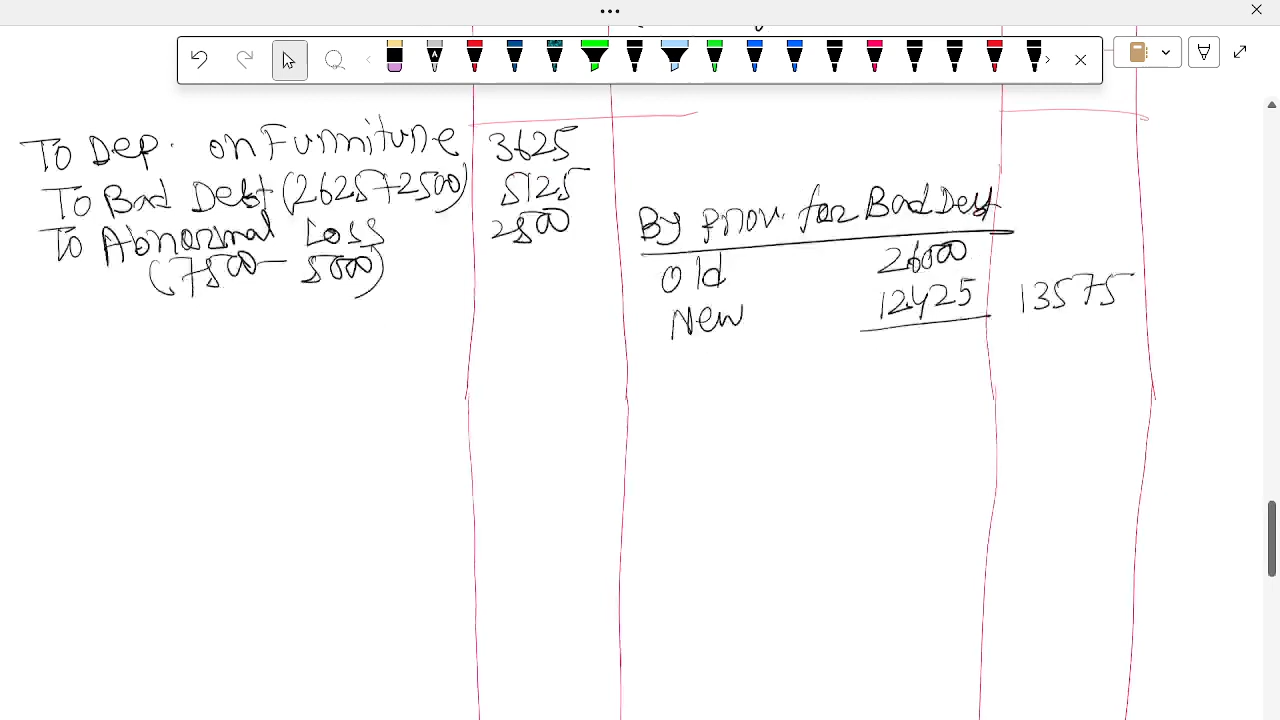 To Dep. on Furniture 3625
To Bad Debt (2625+2500) 5125
To Abnormal Loss 2500
(7500 - 5000)
By prov. for Bad Debt
Old 26000
New 12425 13575